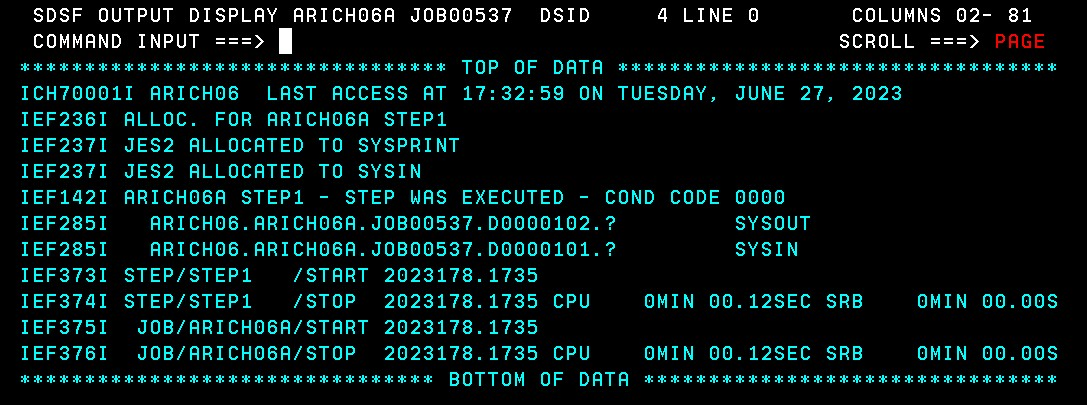 SDSF OUTPUT DISPLAY ARICH06A JOB00537  DSID     4 LINE 0       COLUMNS 02- 81
COMMAND INPUT ===>                                            SCROLL ===> PAGE
********************************* TOP OF DATA **********************************
ICH70001I ARICH06  LAST ACCESS AT 17:32:59 ON TUESDAY, JUNE 27, 2023
IEF236I ALLOC. FOR ARICH06A STEP1
IEF237I JES2 ALLOCATED TO SYSPRINT
IEF237I JES2 ALLOCATED TO SYSIN
IEF142I ARICH06A STEP1 - STEP WAS EXECUTED - COND CODE 0000
IEF285I   ARICH06.ARICH06A.JOB00537.D0000102.?         SYSOUT
IEF285I   ARICH06.ARICH06A.JOB00537.D0000101.?         SYSIN
IEF373I STEP/STEP1   /START 2023178.1735
IEF374I STEP/STEP1   /STOP  2023178.1735 CPU    0MIN 00.12SEC SRB    0MIN 00.00S
IEF375I  JOB/ARICH06A/START 2023178.1735
IEF376I  JOB/ARICH06A/STOP  2023178.1735 CPU    0MIN 00.12SEC SRB    0MIN 00.00S
******************************** BOTTOM OF DATA ********************************